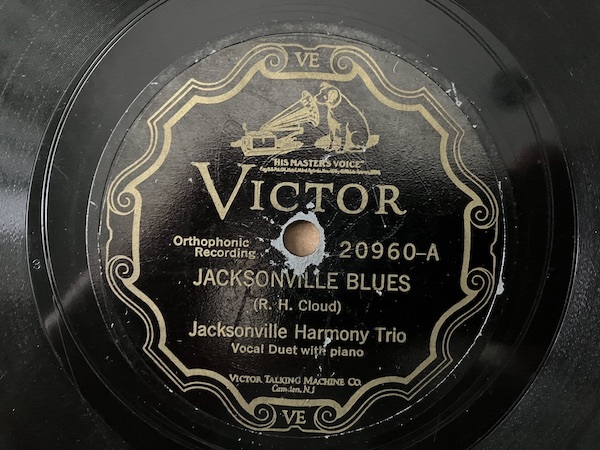 VE
"HIS MASTER'S VOICE"
VICTOR
Orthophonic Recording
20960-A
JACKSONVILLE BLUES
(R. H. Cloud)
Jacksonville Harmony Trio
Vocal Duet with piano
VICTOR TALKING MACHINE CO.
Camden, N.J.
VE